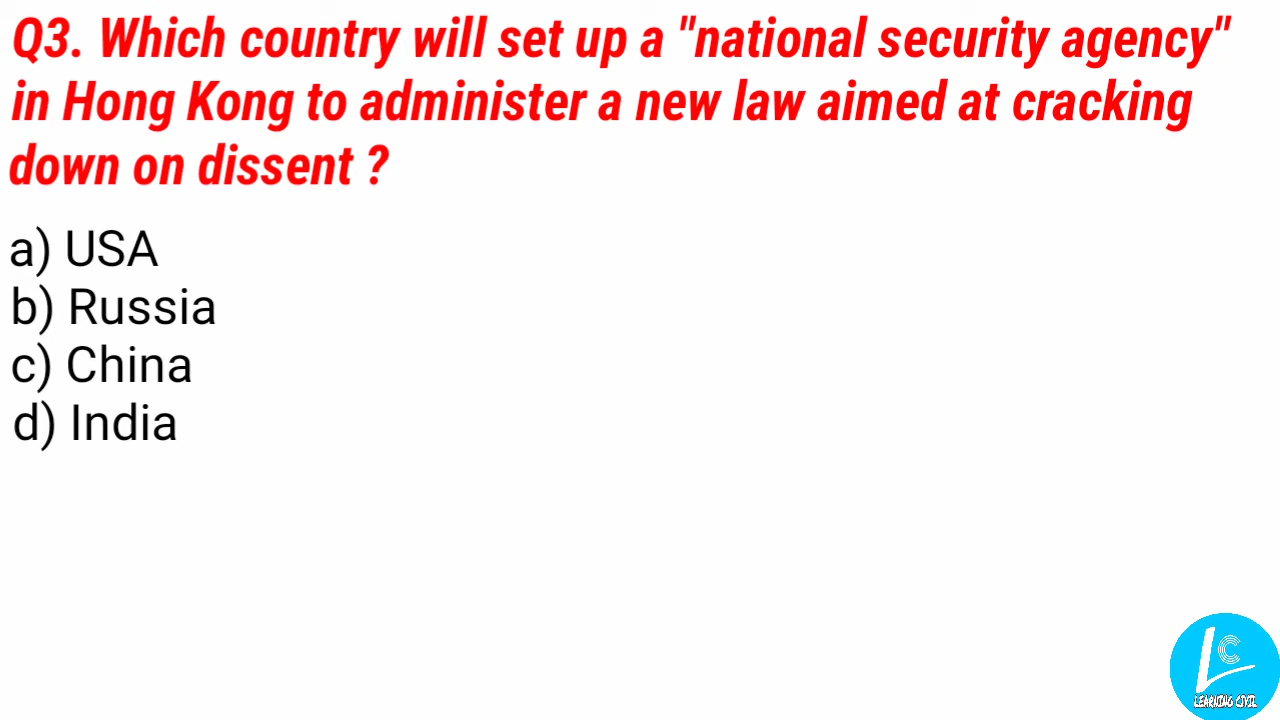 Q3. Which country will set up a "national security agency"
in Hong Kong to administer a new law aimed at cracking
down on dissent ?
a) USA
b) Russia
c) China
d) India
LC
LEARNING CIVIL